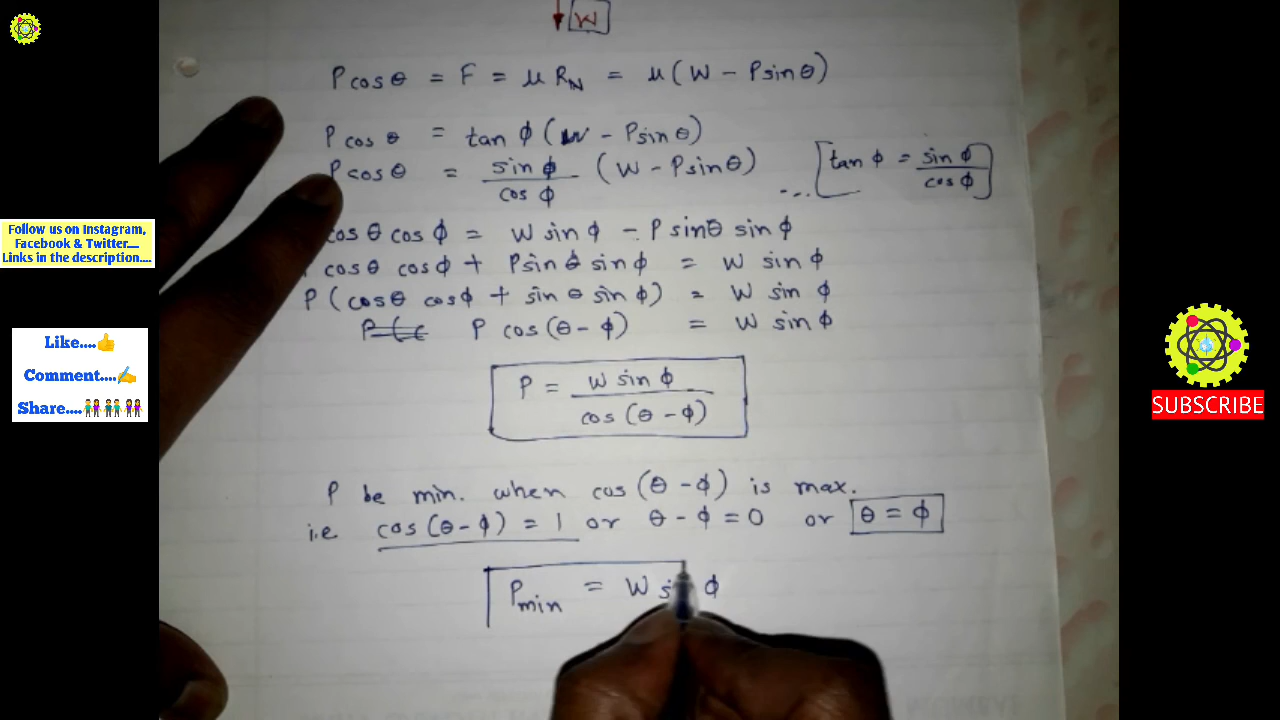 W
P cos θ = F = μ R_N = μ ( W - P sin θ )
P cos θ = tan ϕ ( W - P sin θ )
P cos θ = sin ϕ / cos ϕ ( W - P sin θ ) ... [ tan ϕ = sin ϕ / cos ϕ ]
cos θ cos ϕ = W sin ϕ - P sin θ sin ϕ
cos θ cos ϕ + P sin θ sin ϕ = W sin ϕ
P ( cos θ cos ϕ + sin θ sin ϕ ) = W sin ϕ
P cos ( θ - ϕ ) = W sin ϕ
P = W sin ϕ / cos ( θ - ϕ )
P be min. when cos ( θ - ϕ ) is max.
i.e cos ( θ - ϕ ) = 1 or θ - ϕ = 0 or θ = ϕ
P min = W sin ϕ
Follow us on Instagram,
Facebook & Twitter....
Links in the description....
Like....👍
Comment....✍
Share....
SUBSCRIBE